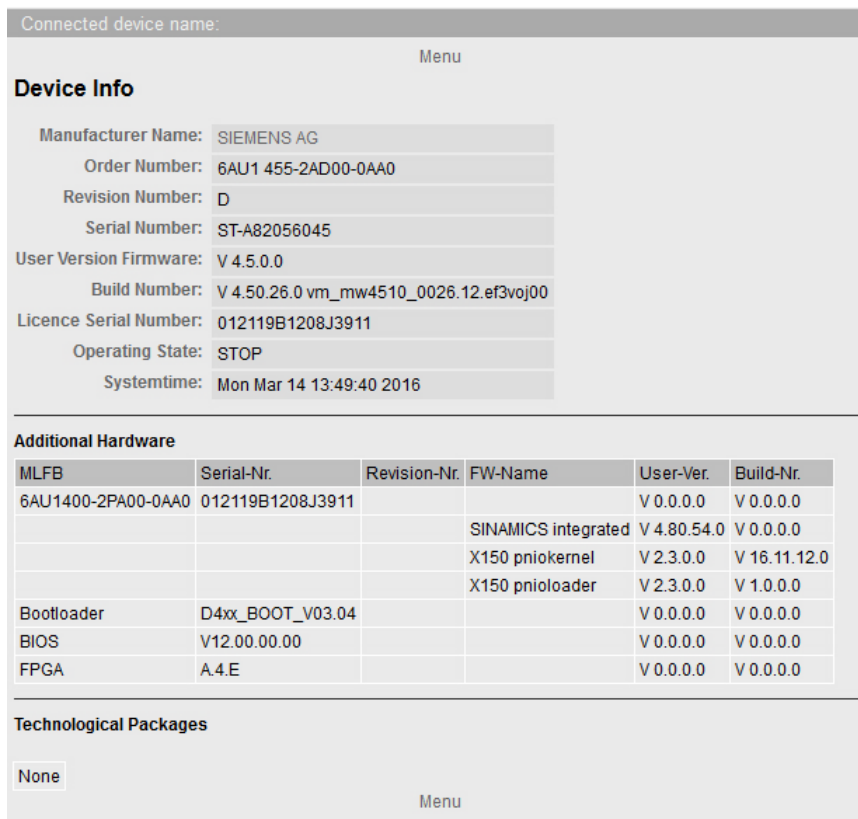 Connected device name:
Menu
Device Info
Manufacturer Name: SIEMENS AG
Order Number: 6AU1 455-2AD00-0AA0
Revision Number: D
Serial Number: ST-A82056045
User Version Firmware: V 4.5.0.0
Build Number: V 4.50.26.0 vm_mw4510_0026.12.ef3voj00
Licence Serial Number: 012119B1208J3911
Operating State: STOP
Systemtime: Mon Mar 14 13:49:40 2016
Additional Hardware
MLFB Serial-Nr. Revision-Nr. FW-Name User-Ver. Build-Nr.
6AU1400-2PA00-0AA0 012119B1208J3911 V 0.0.0.0 V 0.0.0.0
SINAMICS integrated V 4.80.54.0 V 0.0.0.0
X150 pniokernel V 2.3.0.0 V 16.11.12.0
X150 pnioloader V 2.3.0.0 V 1.0.0.0
Bootloader D4xx_BOOT_V03.04 V 0.0.0.0 V 0.0.0.0
BIOS V12.00.00.00 V 0.0.0.0 V 0.0.0.0
FPGA A.4.E V 0.0.0.0 V 0.0.0.0
Technological Packages
None
Menu